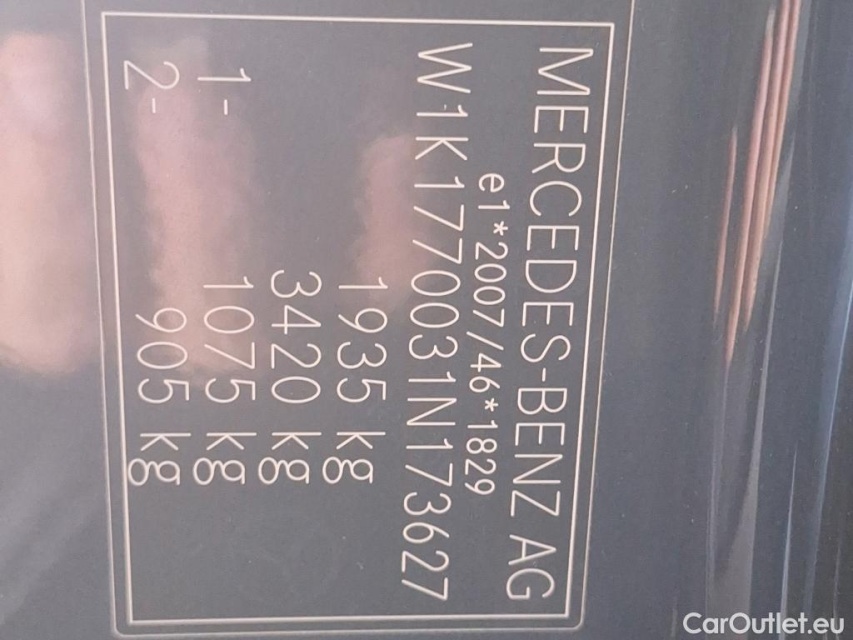 MERCEDES-BENZ AG
e1*2007/46*1829
W1K1770031N173627
1935 kg
3420 kg
1- 1075 kg
2- 905 kg
CarOutlet.eu